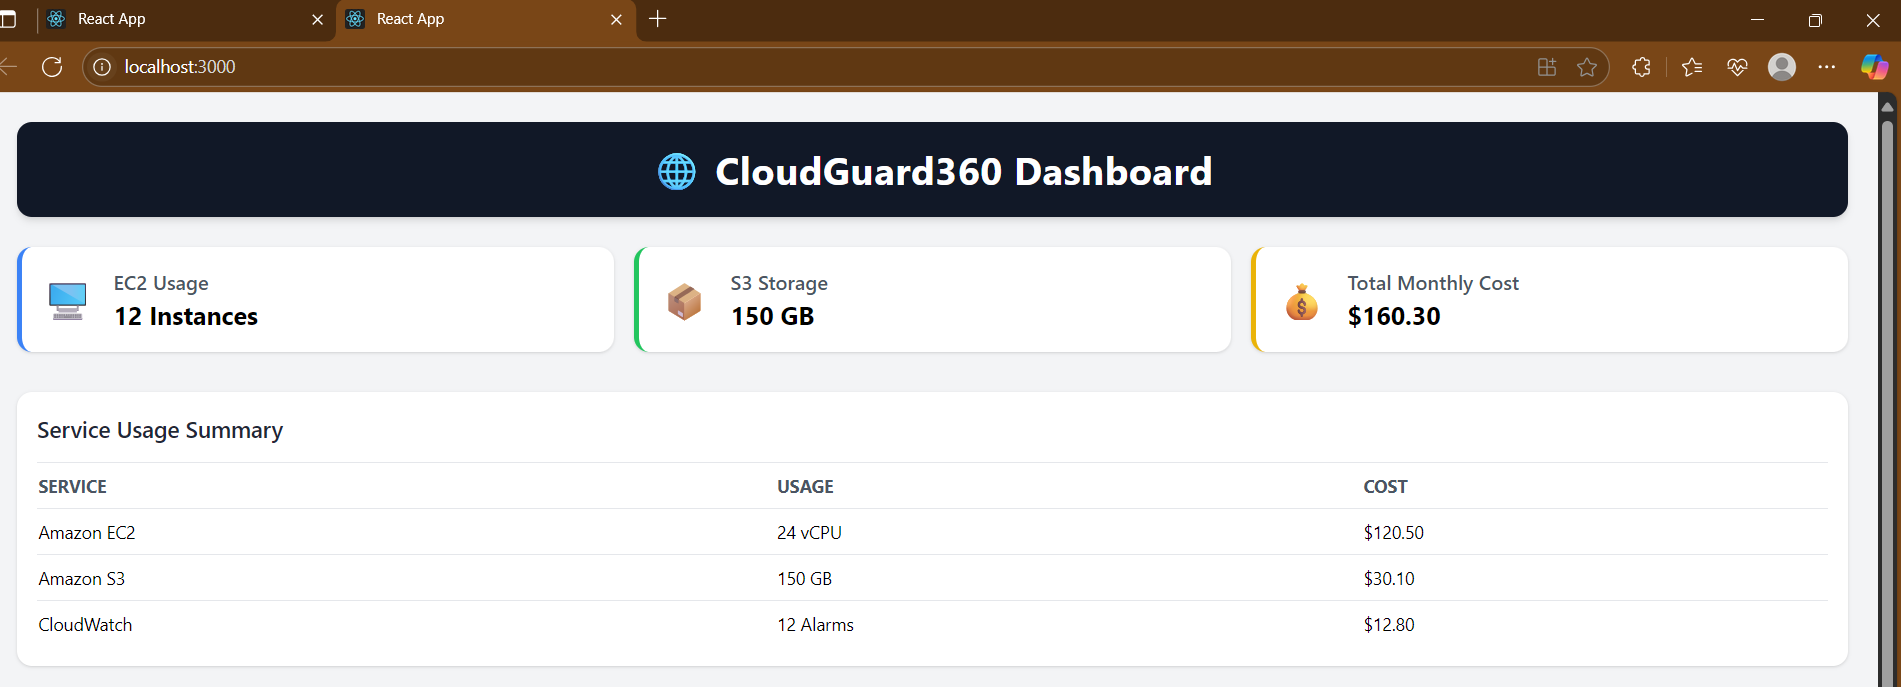 React App
React App
localhost:3000
CloudGuard360 Dashboard
EC2 Usage
12 Instances
S3 Storage
150 GB
Total Monthly Cost
$160.30
Service Usage Summary
SERVICE USAGE COST
Amazon EC2 24 vCPU $120.50
Amazon S3 150 GB $30.10
CloudWatch 12 Alarms $12.80